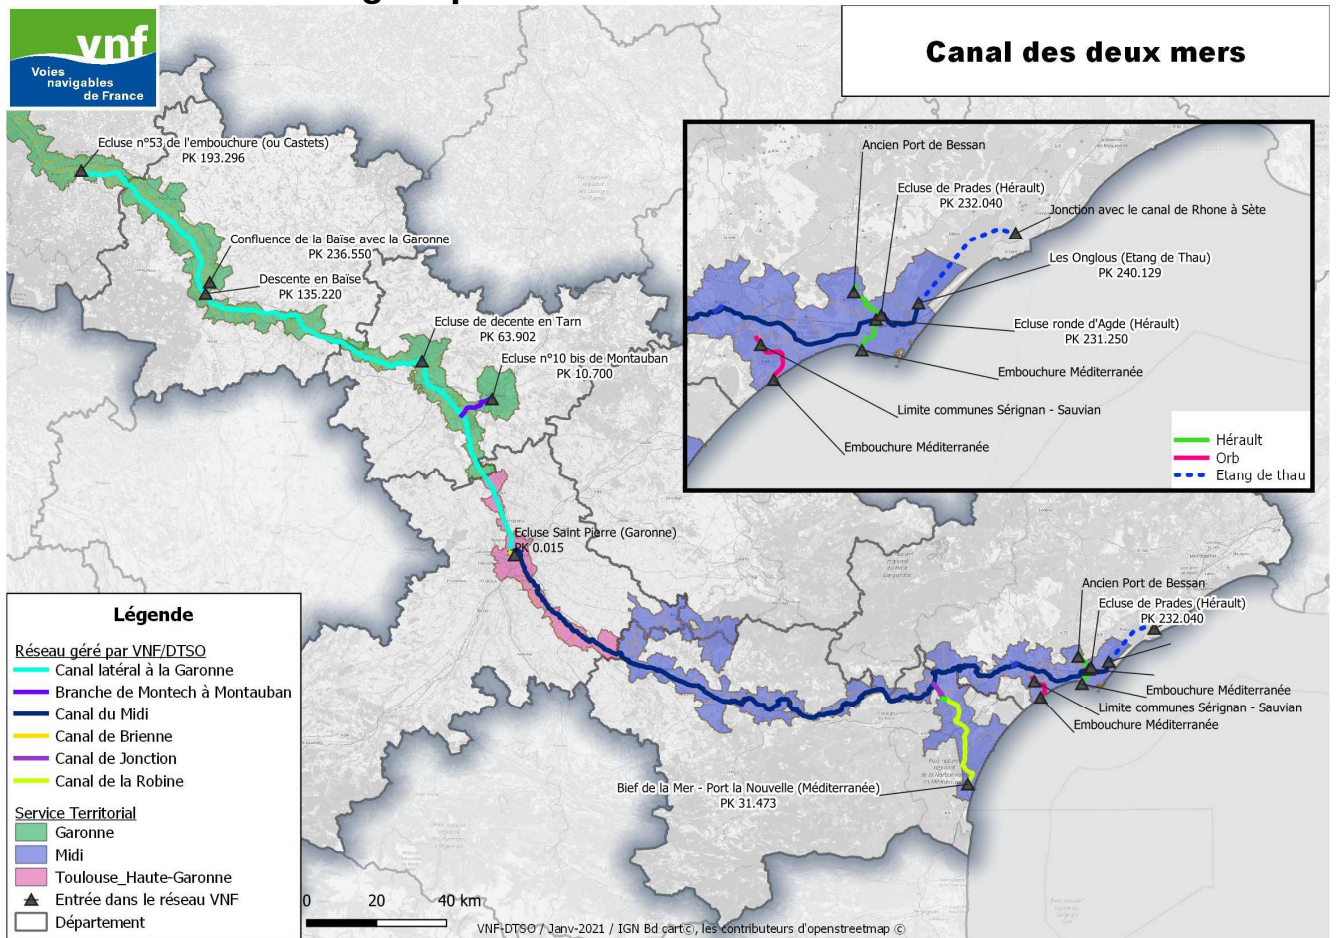 vnf
Voies
navigables
de France
Canal des deux mers
Ecluse n°53 de l'embouchure (ou Castets)
PK 193.296
Confluence de la Baïse avec la Garonne
PK 236.550
Descente en Baïse
PK 135.220
Ecluse de decente en Tarn
PK 63.902
Ecluse n°10 bis de Montauban
PK 10.700
Ecluse Saint Pierre (Garonne)
PK 0.015
Ancien Port de Bessan
Ecluse de Prades (Hérault)
PK 232.040
Jonction avec le canal de Rhone à Sète
Les Onglous (Etang de Thau)
PK 240.129
Ecluse ronde d'Agde (Hérault)
PK 231.250
Embouchure Méditerranée
Limite communes Sérignan - Sauvian
Embouchure Méditerranée
Hérault
Orb
Etang de thau
Ancien Port de Bessan
Ecluse de Prades (Hérault)
PK 232.040
Embouchure Méditerranée
Limite communes Sérignan - Sauvian
Embouchure Méditerranée
Bief de la Mer - Port la Nouvelle (Méditerranée)
PK 31.473
Légende
Réseau géré par VNF/DTSO
Canal latéral à la Garonne
Branche de Montech à Montauban
Canal du Midi
Canal de Brienne
Canal de Jonction
Canal de la Robine
Service Territorial
Garonne
Midi
Toulouse_Haute-Garonne
Entrée dans le réseau VNF
Département
0 20 40 km
VNF-DTSO / Janv-2021 / IGN Bd cart©, les contributeurs d'openstreetmap ©